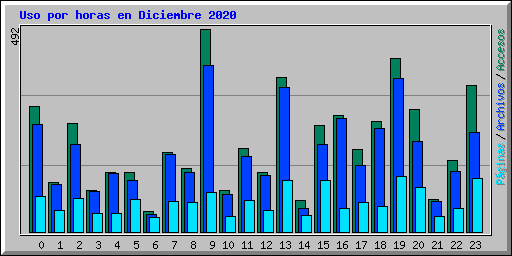 Uso por horas en Diciembre 2020
492
Páginas / Archivos / Accesos
0 1 2 3 4 5 6 7 8 9 10 11 12 13 14 15 16 17 18 19 20 21 22 23